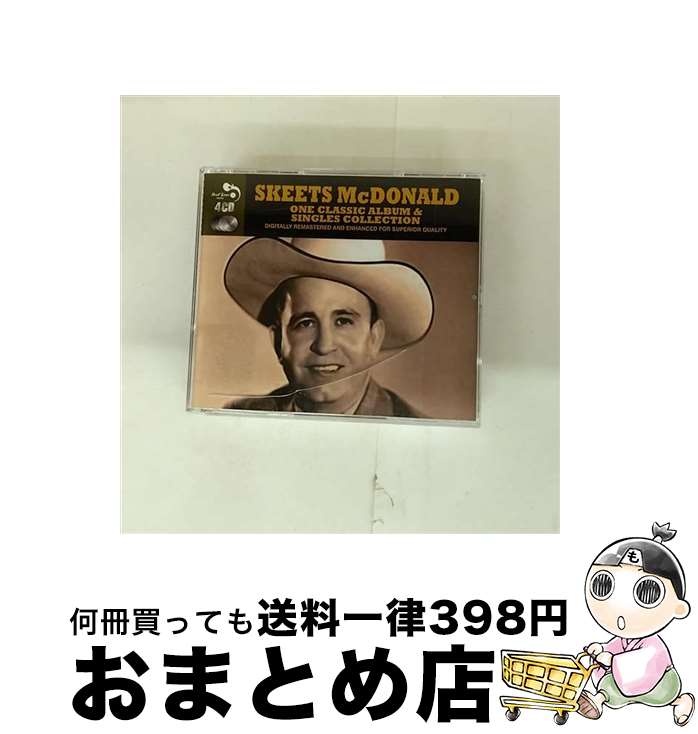 4CD
SKEETS McDONALD
ONE CLASSIC ALBUM &
SINGLES COLLECTION
DIGITALLY REMASTERED AND ENHANCED FOR SUPERIOR QUALITY
も
何冊買っても送料一律398円
おまとめ店